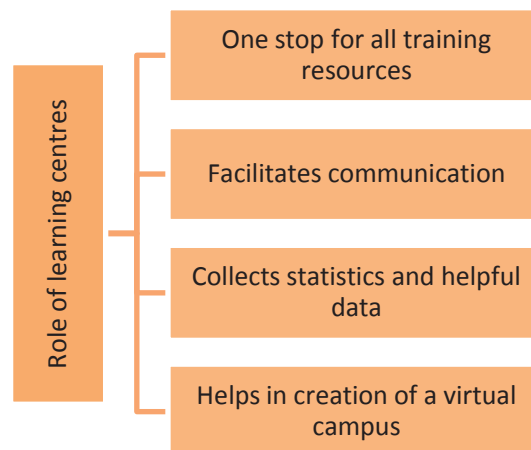 Role of learning centres
One stop for all training
resources
Facilitates communication
Collects statistics and helpful
data
Helps in creation of a virtual
campus